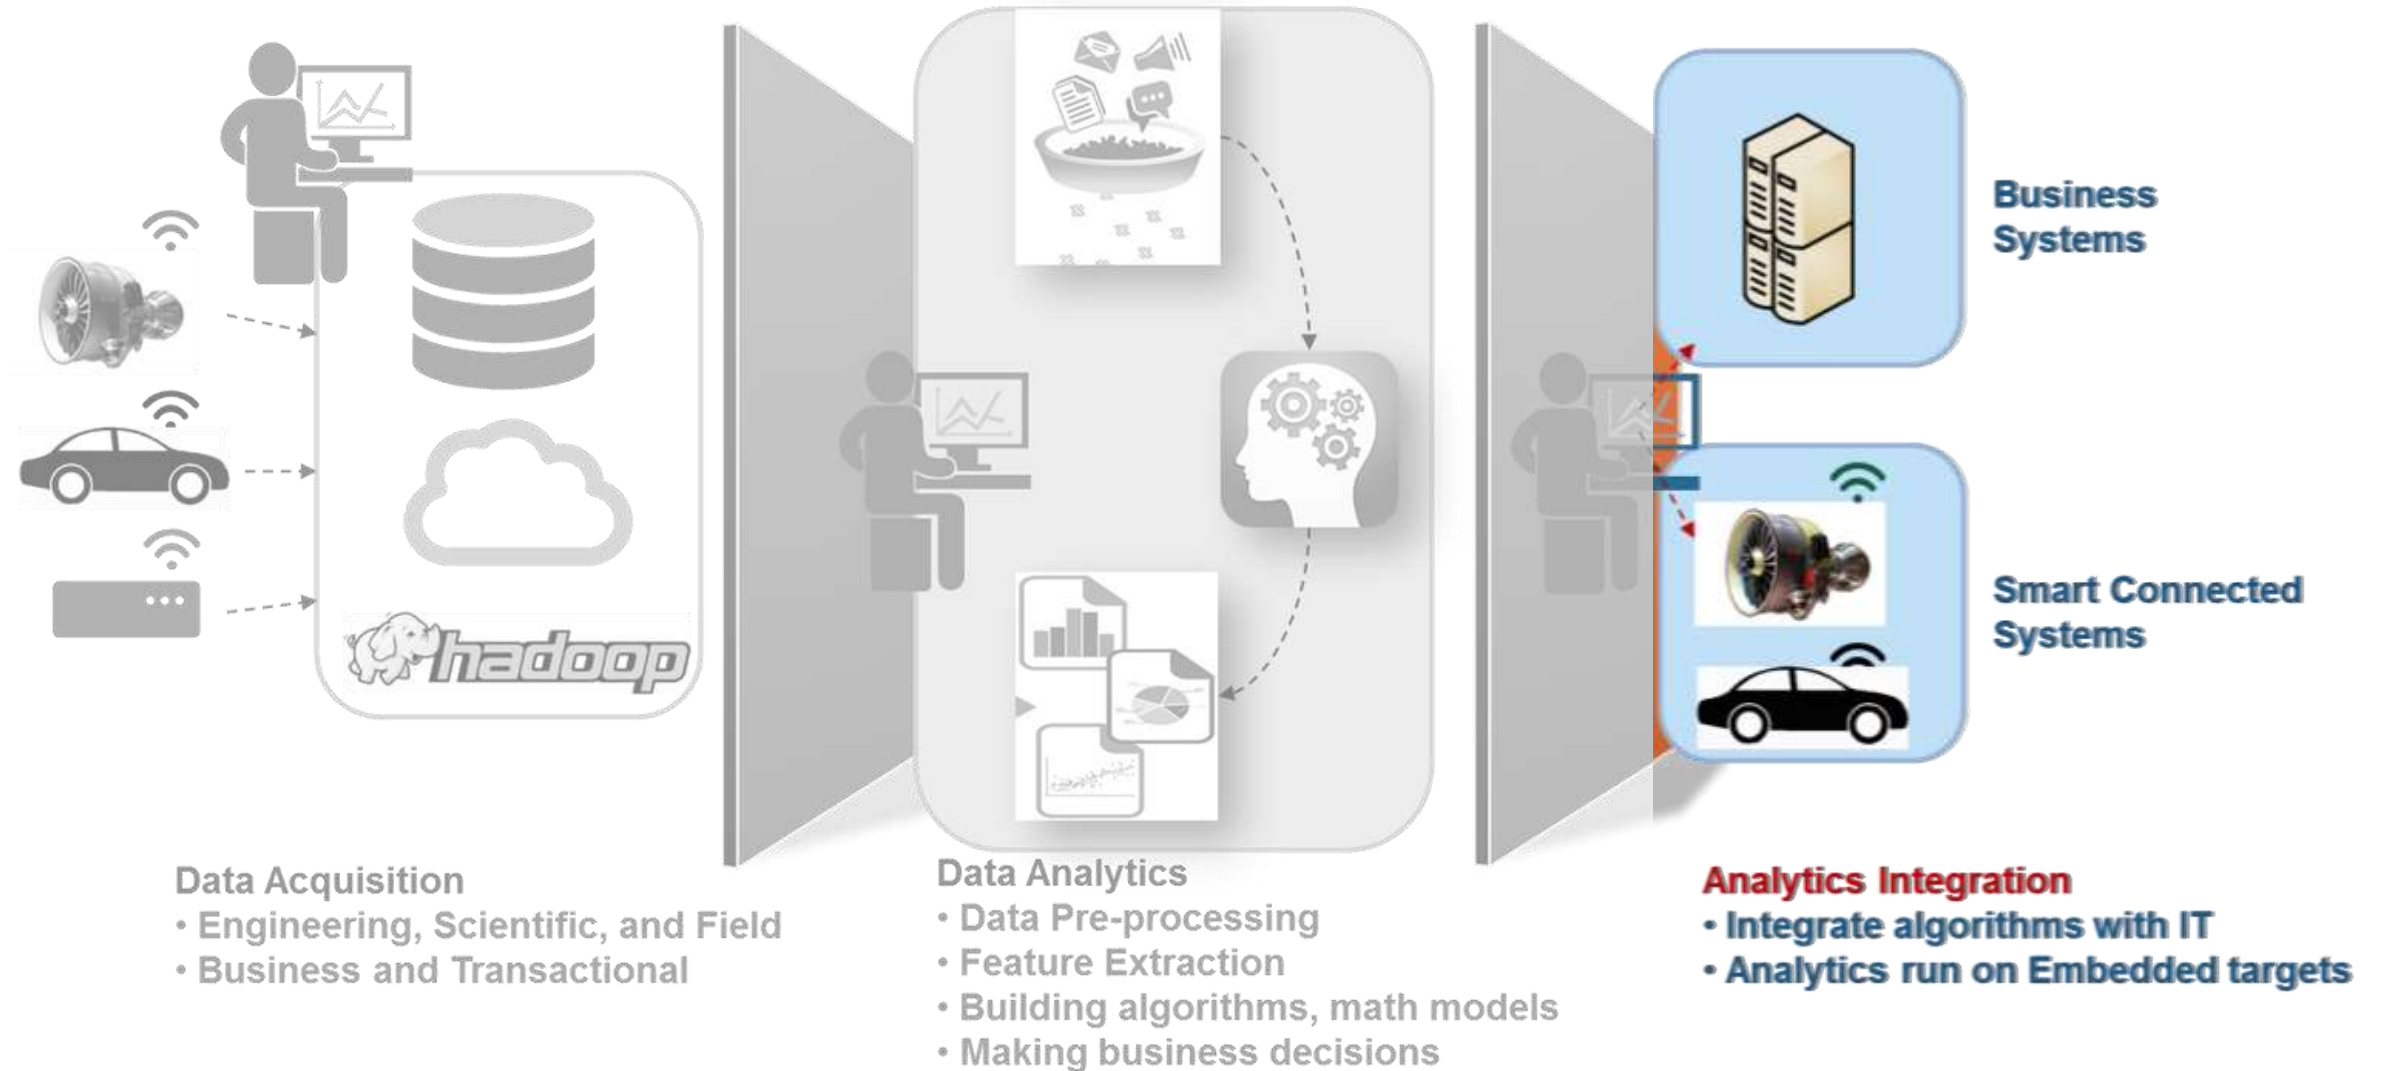 Business
Systems
Smart Connected
Systems
hadoop
Data Acquisition
• Engineering, Scientific, and Field
• Business and Transactional
Data Analytics
• Data Pre-processing
• Feature Extraction
• Building algorithms, math models
• Making business decisions
Analytics Integration
• Integrate algorithms with IT
• Analytics run on Embedded targets